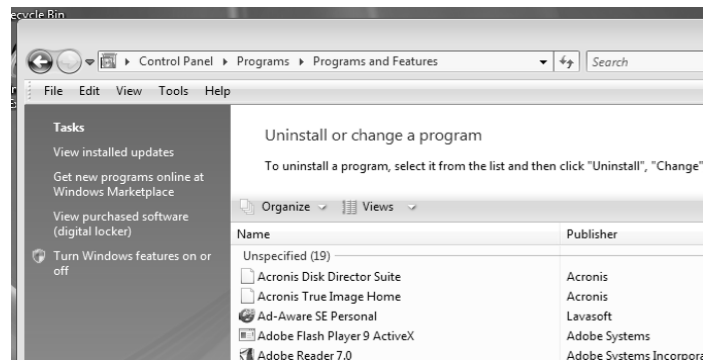 ecycle Bin
Control Panel Programs Programs and Features Search
File Edit View Tools Help
Tasks
View installed updates
Get new programs online at
Windows Marketplace
View purchased software
(digital locker)
Turn Windows features on or
off
Uninstall or change a program
To uninstall a program, select it from the list and then click "Uninstall", "Change"
Organize Views
Name Publisher
Unspecified (19)
Acronis Disk Director Suite Acronis
Acronis True Image Home Acronis
Ad-Aware SE Personal Lavasoft
Adobe Flash Player 9 ActiveX Adobe Systems
Adobe Reader 7.0 Adobe Systems Incorpora